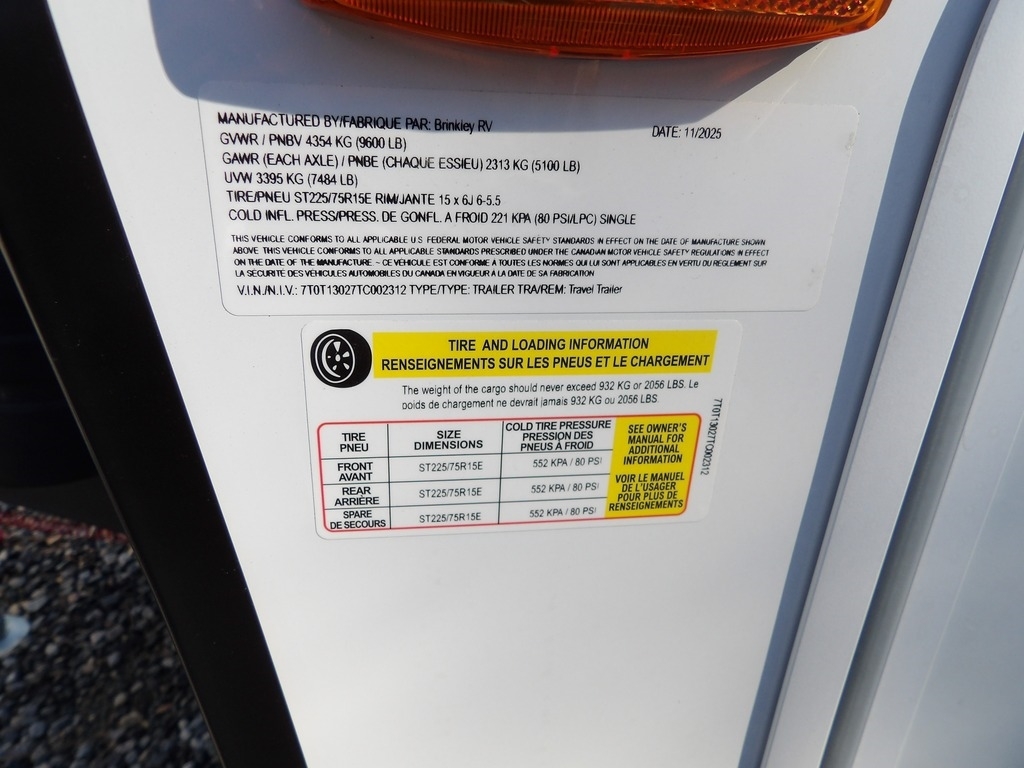 MANUFACTURED BY/FABRIQUE PAR: Brinkley RV DATE: 11/2025
GVWR / PNBV 4354 KG (9600 LB)
GAWR (EACH AXLE) / PNBE (CHAQUE ESSIEU) 2313 KG (5100 LB)
UVW 3395 KG (7484 LB)
TIRE/PNEU ST225/75R15E RIM/JANTE 15 x 6J 6-5.5
COLD INFL. PRESS/PRESS. DE GONFL. A FROID 221 KPA (80 PSI/LPC) SINGLE
THIS VEHICLE CONFORMS TO ALL APPLICABLE U.S FEDERAL MOTOR VEHICLE SAFETY STANDARDS IN EFFECT ON THE DATE OF MANUFACTURE SHOWN
ABOVE. THIS VEHICLE CONFORMS TO ALL APPLICABLE STANDARDS PRESCRIBED UNDER THE CANADIAN MOTOR VEHICLE SAFETY REGULATIONS IN EFFECT
ON THE DATE OF THE MANUFACTURE. ~ CE VEHICULE EST CONFORME À TOUTES LES NORMES QUI LUI SONT APPLICABLES EN VERTU DU REGLEMENT SUR
LA SÉCURITÉ DES VÉHICULES AUTOMOBILES DU CANADA EN VIGUEUR À LA DATE DE SA FABRICATION
V.I.N./N.I.V.: 7T0T13027TC002312 TYPE/TYPE: TRAILER TRA/REM: Travel Trailer
TIRE AND LOADING INFORMATION
RENSEIGNEMENTS SUR LES PNEUS ET LE CHARGEMENT
The weight of the cargo should never exceed 932 KG or 2056 LBS. Le
poids de chargement ne devrait jamais 932 KG ou 2056 LBS.
TIRE
PNEU
SIZE
DIMENSIONS
COLD TIRE PRESSURE
PRESSION DES
PNEUS À FROID
FRONT
AVANT
ST225/75R15E
552 KPA / 80 PSI
REAR
ARRIÈRE
ST225/75R15E
552 KPA / 80 PSI
SPARE
DE SECOURS
ST225/75R15E
552 KPA / 80 PSI
SEE OWNER'S
MANUAL FOR
ADDITIONAL
INFORMATION
VOIR LE MANUEL
DE L'USAGER
POUR PLUS DE
RENSEIGNEMENTS
7T0T13027TC002312